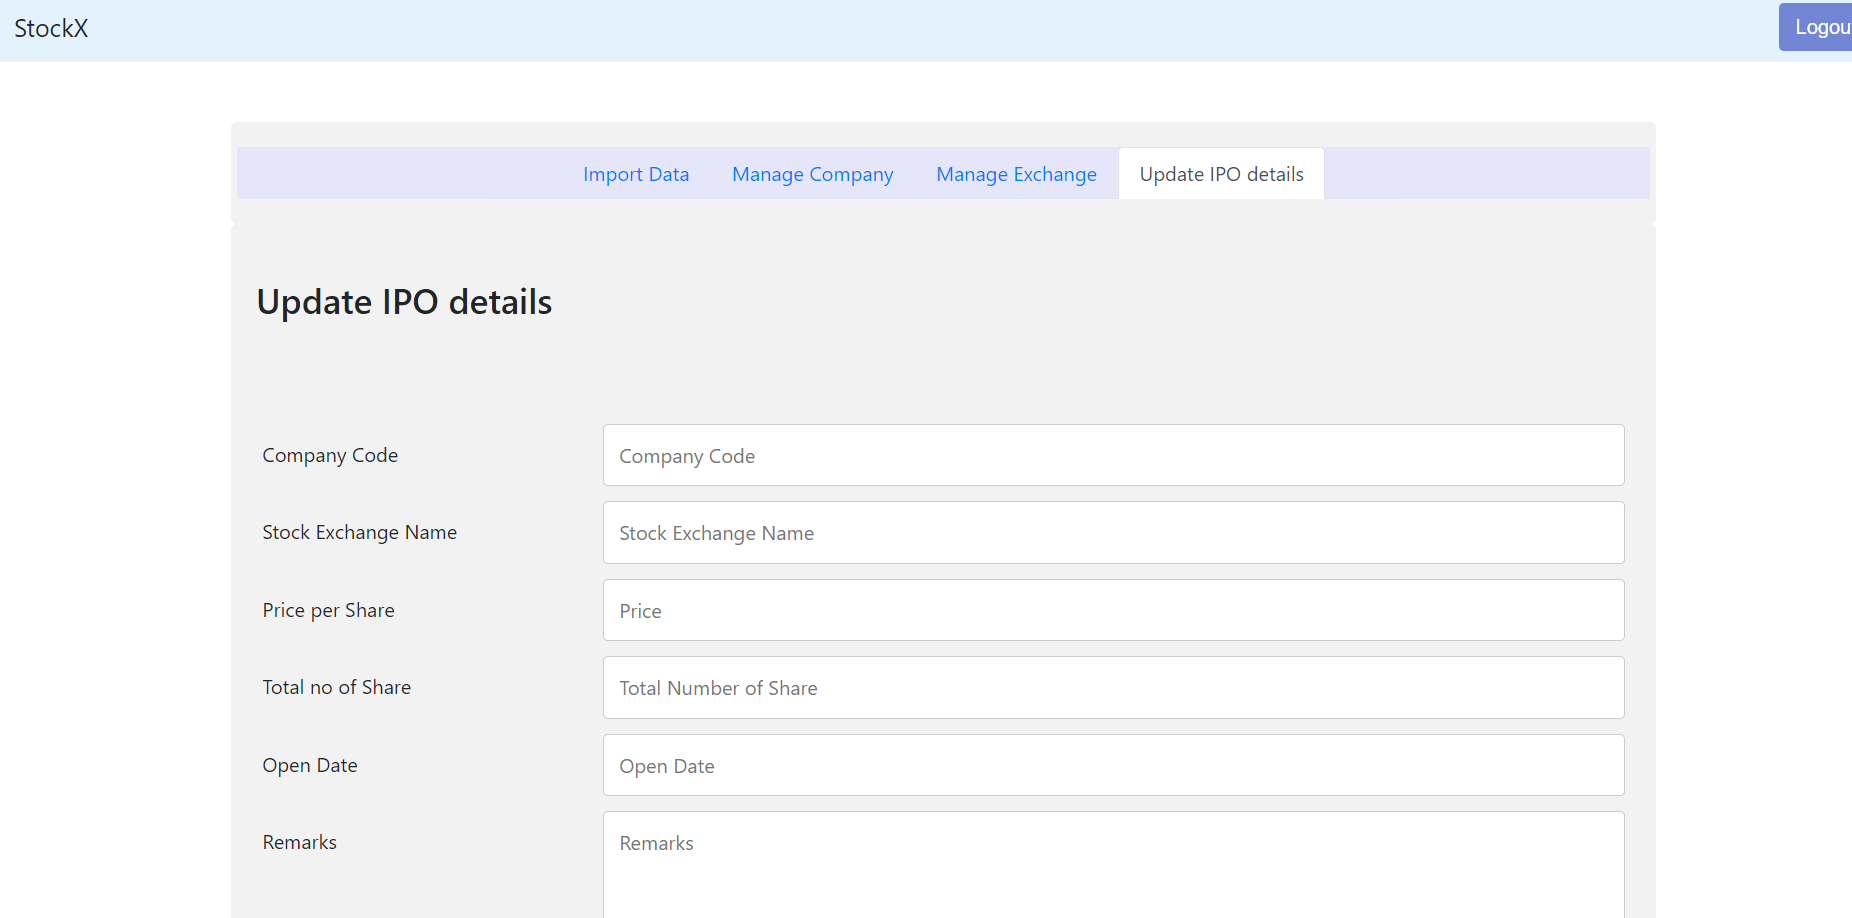 StockX
Logou
Import Data Manage Company Manage Exchange Update IPO details
Update IPO details
Company Code Company Code
Stock Exchange Name Stock Exchange Name
Price per Share Price
Total no of Share Total Number of Share
Open Date Open Date
Remarks Remarks